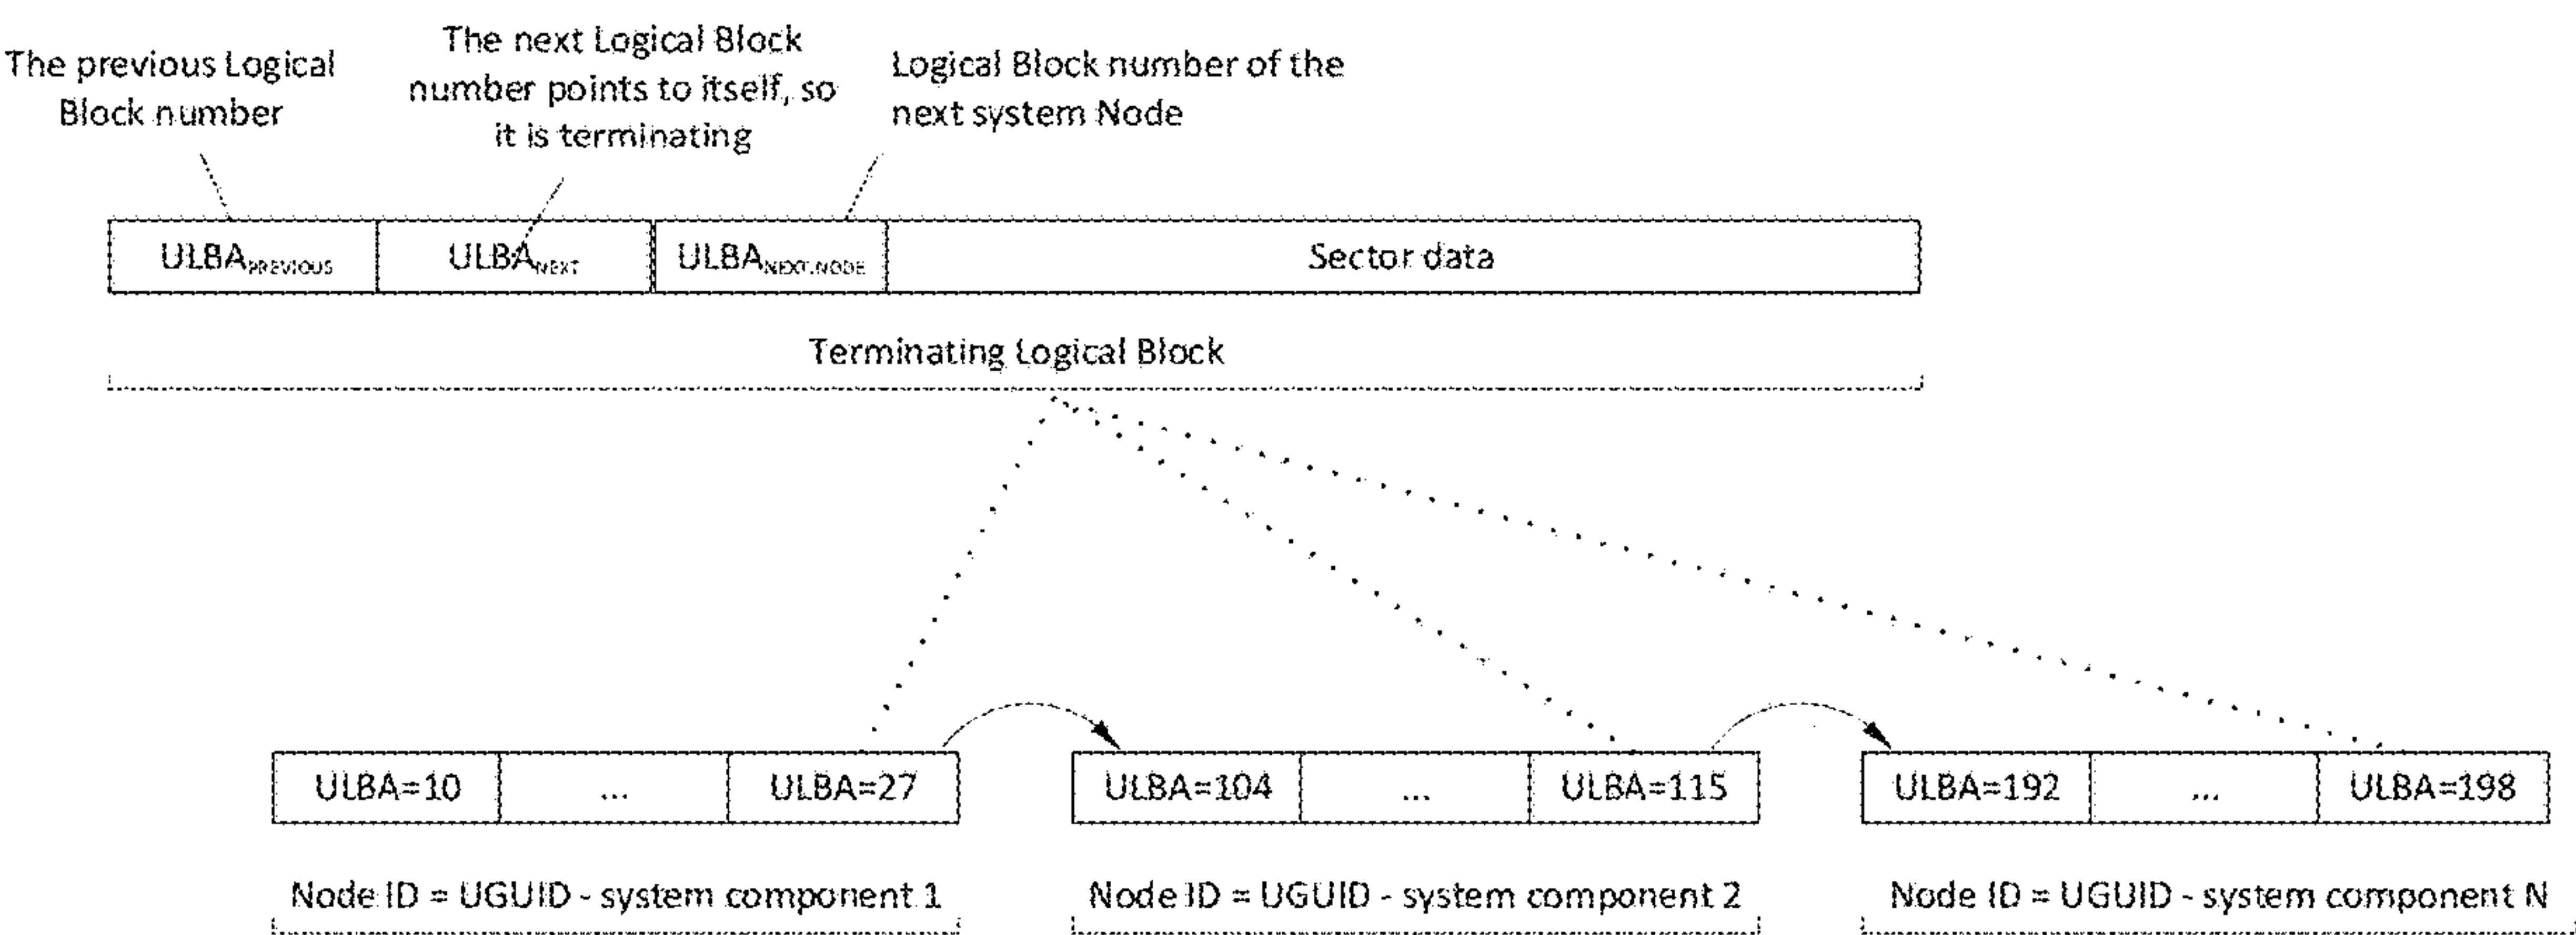 The previous Logical
Block number
The next Logical Block
number points to itself, so
it is terminating
Logical Block number of the
next system Node
ULBAPREVIOUS
ULBANEXT
ULBANEXT.NODE
Sector data
Terminating Logical Block
ULBA=10
...
ULBA=27
ULBA=104
...
ULBA=115
ULBA=192
...
ULBA=198
Node ID = UGUID - system component 1
Node ID = UGUID - system component 2
Node ID = UGUID - system component N